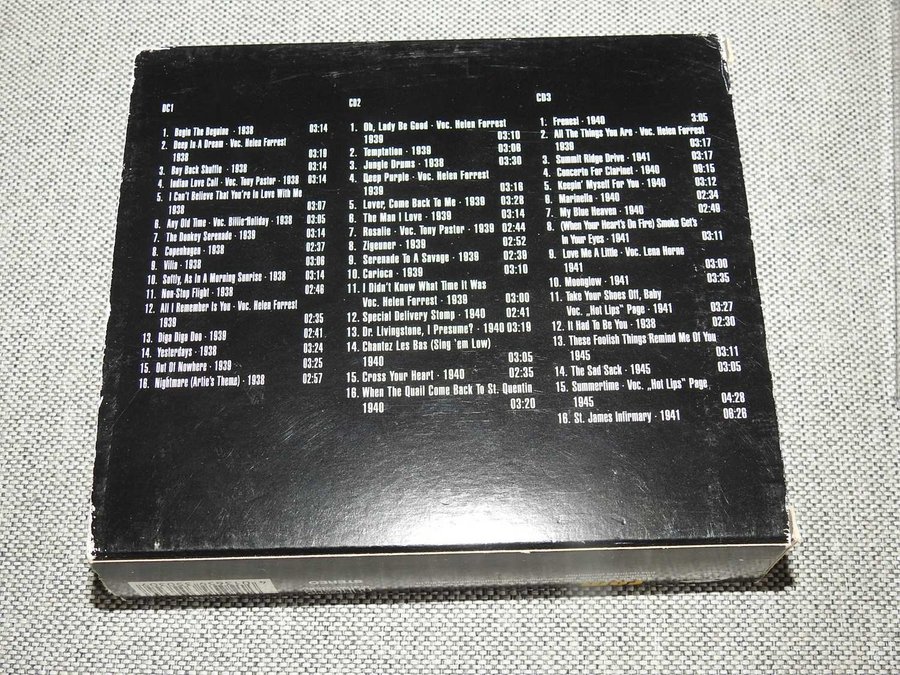 DC1
1. Begin The Beguine · 1938 03:14
2. Deep In A Dream · Voc. Helen Forrest
1938 03:10
3. Bay Back Shuffle · 1938 03:14
4. Indian Love Call · Voc. Tony Pastor · 1938 03:14
5. I Can't Believe That You're In Love With Me
1938 03:07
6. Any Old Time · Voc. Billie Holiday · 1938 03:05
7. The Donkey Serenade · 1938 03:14
8. Copenhagen · 1938 02:37
9. Vilia · 1938 03:06
10. Softly, As In A Morning Sunrise · 1938 03:14
11. Non-Stop Flight · 1938 02:46
12. All I Remember Is You · Voc. Helen Forrest
1939 02:35
13. Diga Diga Doo · 1938 02:41
14. Yesterdays · 1938 03:24
15. Out Of Nowhere · 1939 03:25
16. Nightmare (Artie's Theme) · 1938 02:57
CD2
1. Oh, Lady Be Good · Voc. Helen Forrest
1939 03:10
2. Temptation · 1939 03:06
3. Jungle Drums · 1938 03:30
4. Deep Purple · Voc. Helen Forrest
1939 03:16
5. Lover, Come Back To Me · 1939 03:28
6. The Man I Love · 1939 03:14
7. Rosalie · Voc. Tony Pastor · 1939 02:44
8. Zigeuner · 1939 02:52
9. Serenade To A Savage · 1939 02:39
10. Carioca · 1939 03:10
11. I Didn't Know What Time It Was
Voc. Helen Forrest · 1939 03:00
12. Special Delivery Stomp · 1940 02:41
13. Dr. Livingstone, I Presume? · 1940 03:19
14. Chantez Les Bas (Sing 'em Low)
1940 03:05
15. Cross Your Heart · 1940 02:35
16. When The Quail Come Back To St. Quentin
1940 03:20
CD3
1. Frenesi · 1940 3:05
2. All The Things You Are · Voc. Helen Forrest
1939 03:17
3. Summit Ridge Drive · 1941 03:17
4. Concerto For Clarinet · 1940 09:15
5. Keepin' Myself For You · 1940 03:12
6. Marinella · 1940 02:34
7. My Blue Heaven · 1940 02:49
8. (When Your Heart's On Fire) Smoke Get's
In Your Eyes · 1941 03:11
9. Love Me A Little · Voc. Lena Horne
1941 03:00
10. Moonglow · 1941 03:35
11. Take Your Shoes Off, Baby
Voc. „Hot Lips" Page · 1941 03:27
12. It Had To Be You · 1938 02:30
13. These Foolish Things Remind Me Of You
1945 03:11
14. The Sad Sack · 1945 03:05
15. Summertime · Voc. „Hot Lips" Page
1945 04:28
16. St. James Infirmary · 1941 06:26
STEREO